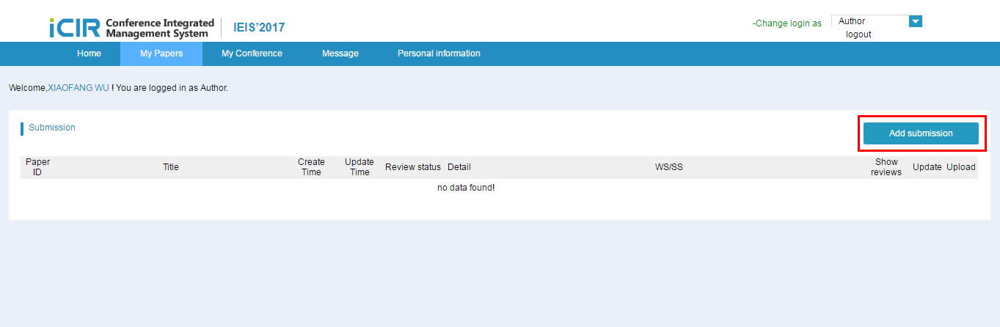 iCIR Conference Integrated
Management System
IEIS'2017
-Change login as
Author
logout
Home
My Papers
My Conference
Message
Personal information
Welcome,XIAOFANG WU ! You are logged in as Author.
Submission
Add submission
Paper
ID
Title
Create
Time
Update
Time
Review status
Detail
WS/SS
Show
reviews
Update
Upload
no data found!